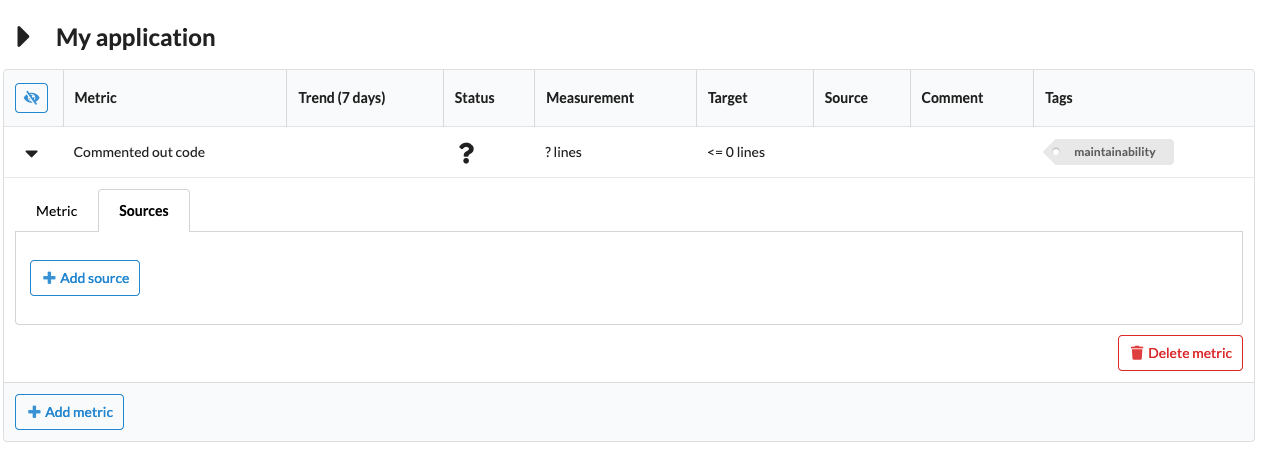 My application
Metric Trend (7 days) Status Measurement Target Source Comment Tags
Commented out code ? ? lines <= 0 lines maintainability
Metric Sources
Add source
Delete metric
Add metric